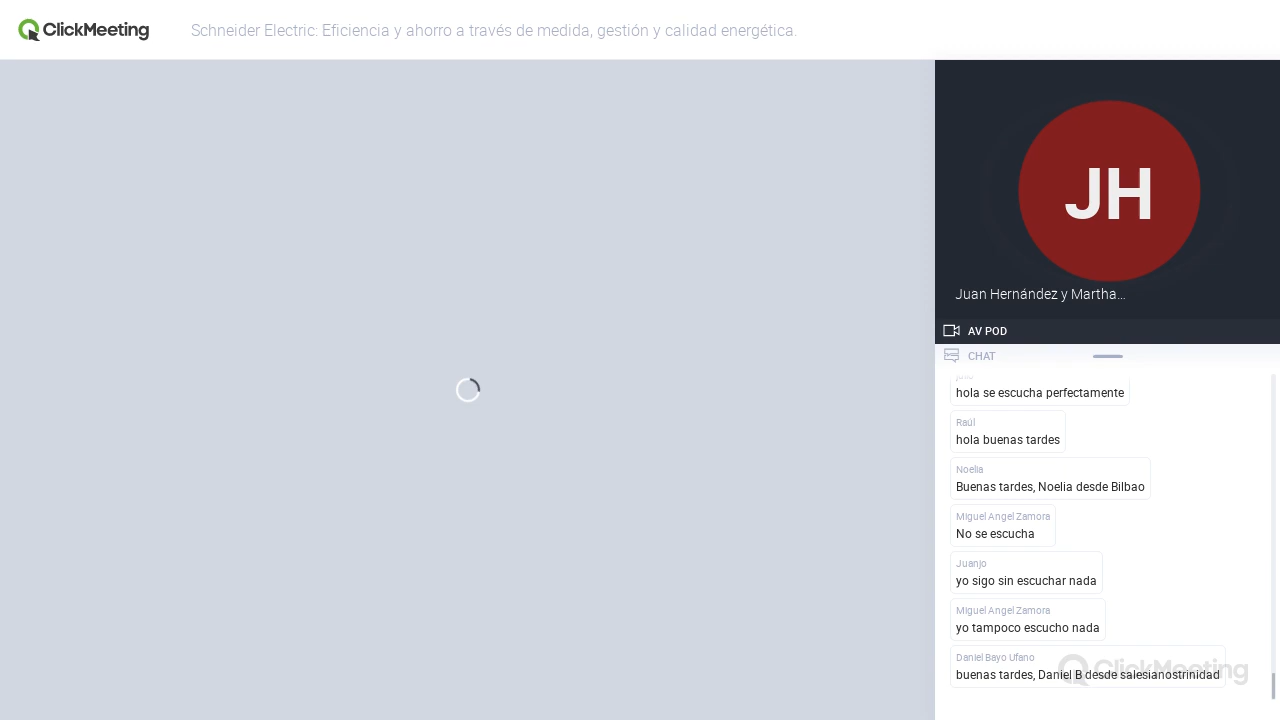 ClickMeeting
Schneider Electric: Eficiencia y ahorro a través de medida, gestión y calidad energética.
JH
Juan Hernández y Martha...
AV POD
CHAT
hola se escucha perfectamente
Raúl
hola buenas tardes
Noelia
Buenas tardes, Noelia desde Bilbao
Miguel Angel Zamora
No se escucha
Juanjo
yo sigo sin escuchar nada
Miguel Angel Zamora
yo tampoco escucho nada
Daniel Bayo Ufano
buenas tardes, Daniel B desde salesianostrinidad
ClickMeeting